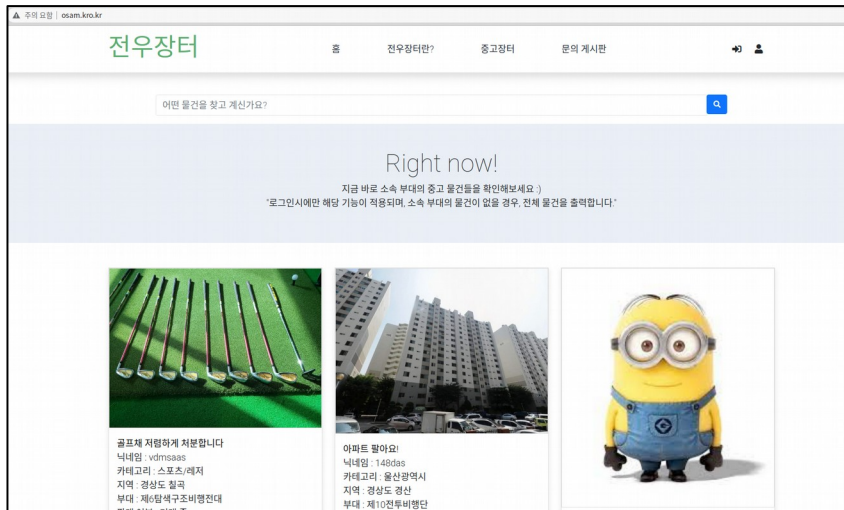 주의 요함 | osam.kro.kr
전우장터
홈 전우장터란? 중고장터 문의 게시판
어떤 물건을 찾고 계신가요?
Right now!
지금 바로 소속 부대의 중고 물건들을 확인해보세요 :)
"로그인시에만 해당 기능이 적용되며, 소속 부대의 물건이 없을 경우, 전체 물건을 출력합니다."
골프채 저렴하게 처분합니다
닉네임 : vdmsaas
카테고리 : 스포츠/레저
지역 : 경상도 칠곡
부대 : 제6탐색구조비행전대
아파트 팔아요!
닉네임 : 148das
카테고리 : 울산광역시
지역 : 경상도 경산
부대 : 제10전투비행단